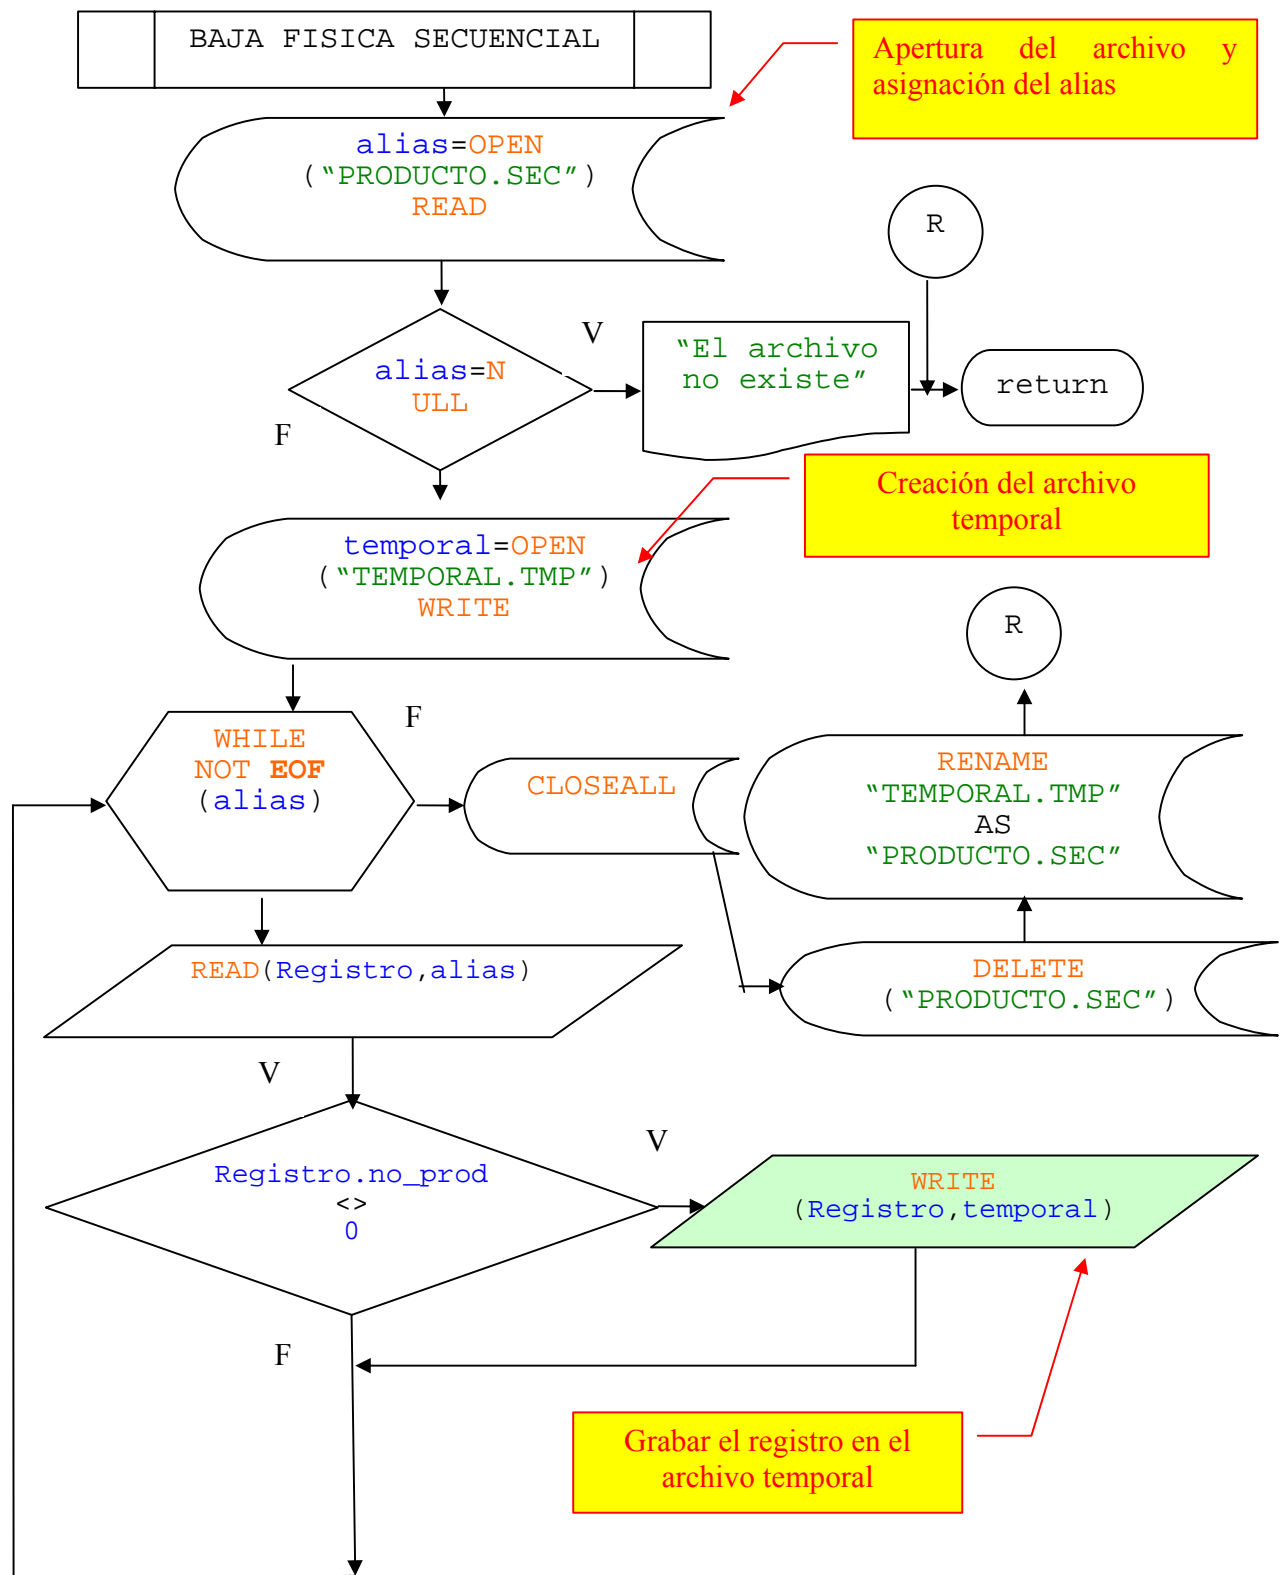 BAJA FISICA SECUENCIAL
Apertura del archivo y
asignación del alias
alias=OPEN
(“PRODUCTO.SEC”)
READ
R
V
alias=N
ULL
“El archivo
no existe”
return
F
Creación del archivo
temporal
temporal=OPEN
(“TEMPORAL.TMP”)
WRITE
R
F
WHILE
NOT EOF
(alias)
CLOSEALL
RENAME
“TEMPORAL.TMP”
AS
“PRODUCTO.SEC”
READ(Registro,alias)
DELETE
(“PRODUCTO.SEC”)
V
V
Registro.no_prod
<>
0
WRITE
(Registro,temporal)
F
Grabar el registro en el
archivo temporal